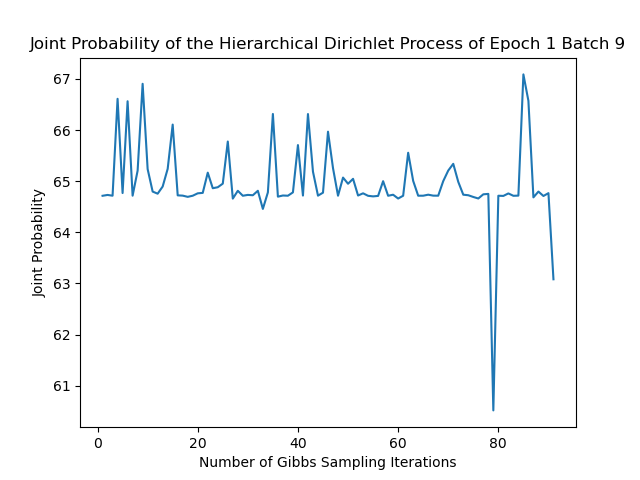 Joint Probability of the Hierarchical Dirichlet Process of Epoch 1 Batch 9
67
66
65
64
63
62
61
Joint Probability
0 20 40 60 80
Number of Gibbs Sampling Iterations